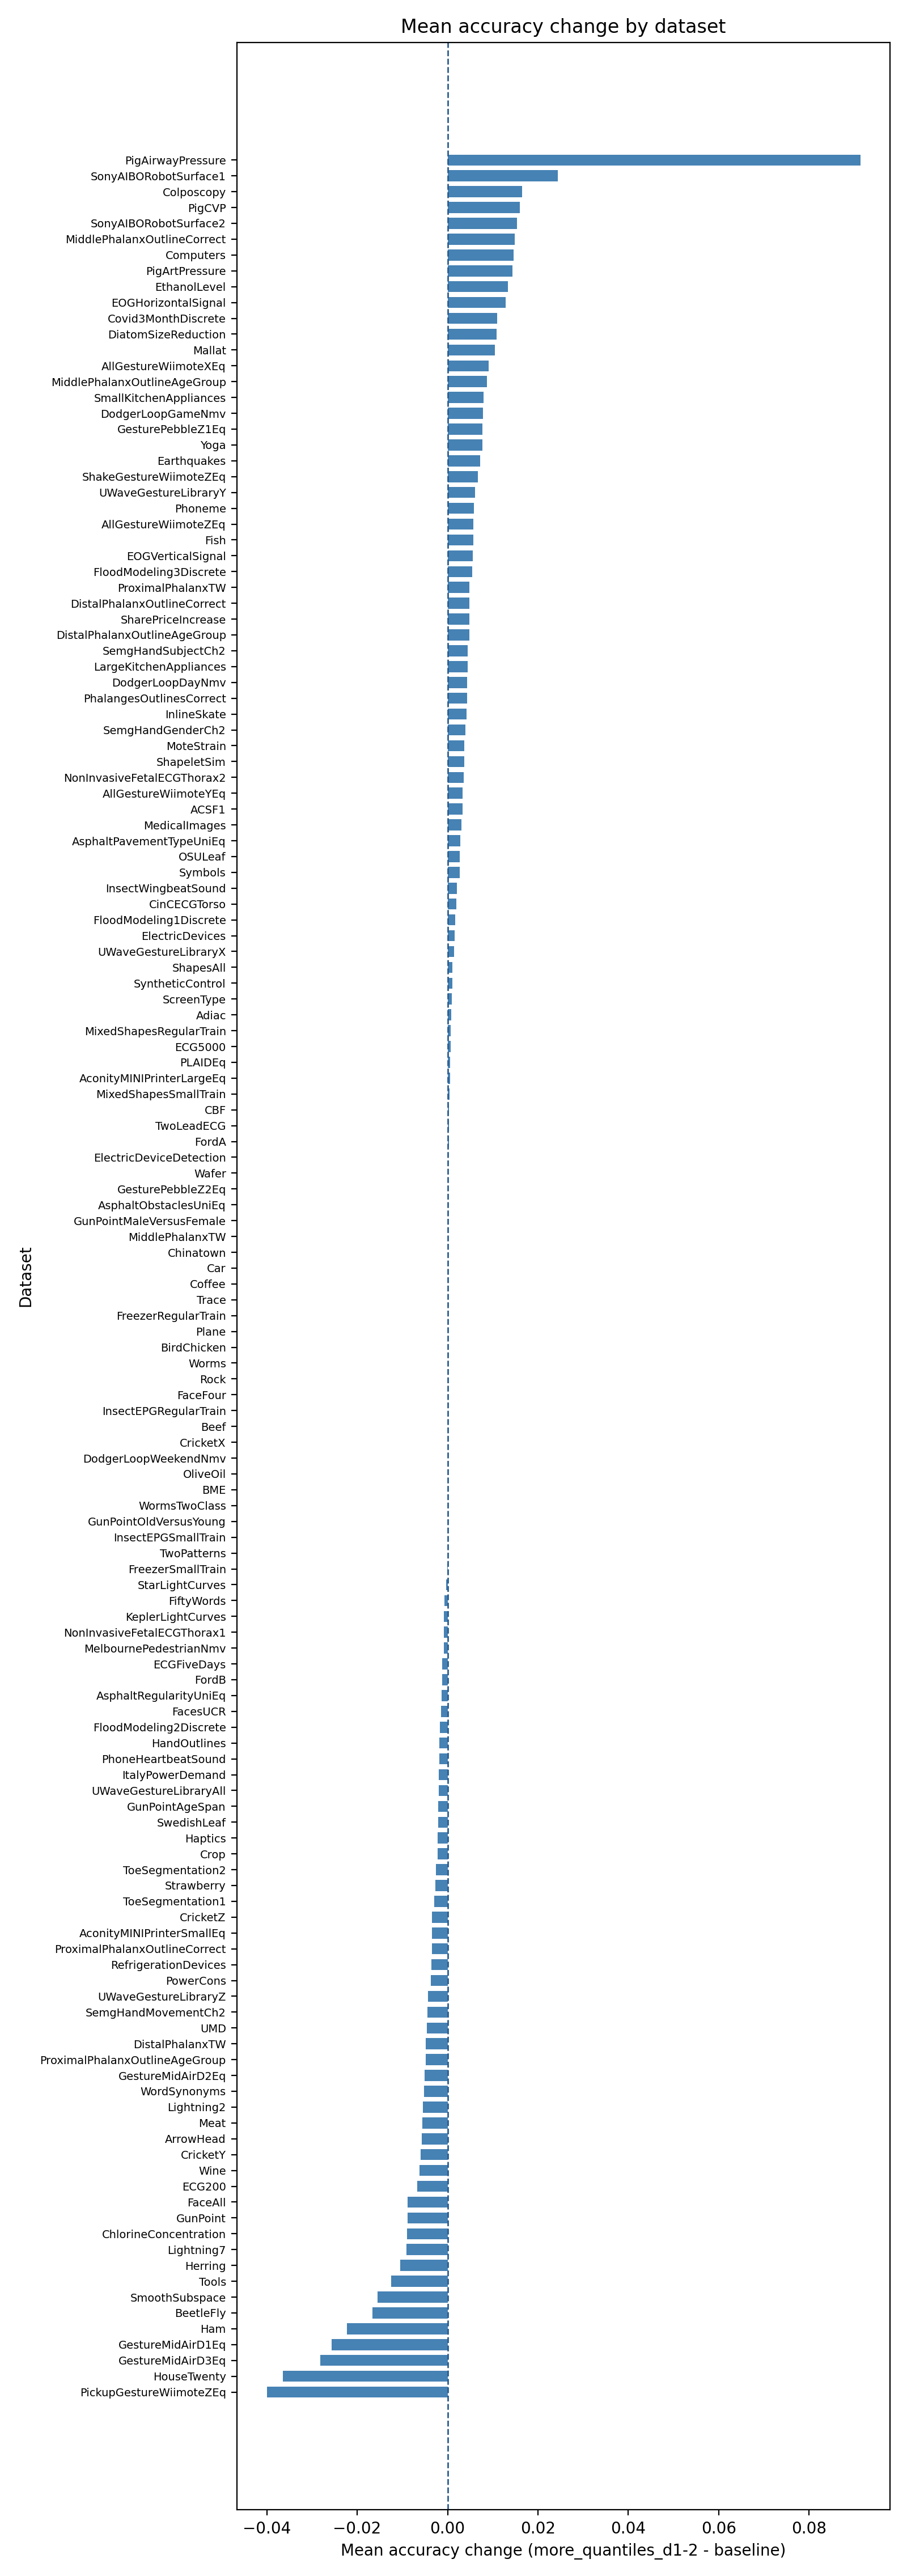 Mean accuracy change by dataset
PigAirwayPressure
SonyAIBORobotSurface1
Colposcopy
PigCVP
SonyAIBORobotSurface2
MiddlePhalanxOutlineCorrect
Computers
PigArtPressure
EthanolLevel
EOGHorizontalSignal
Covid3MonthDiscrete
DiatomSizeReduction
Mallat
AllGestureWiimoteXEq
MiddlePhalanxOutlineAgeGroup
SmallKitchenAppliances
DodgerLoopGameNmv
GesturePebbleZ1Eq
Yoga
Earthquakes
ShakeGestureWiimoteZEq
UWaveGestureLibraryY
Phoneme
AllGestureWiimoteZEq
Fish
EOGVerticalSignal
FloodModeling3Discrete
ProximalPhalanxTW
DistalPhalanxOutlineCorrect
SharePriceIncrease
DistalPhalanxOutlineAgeGroup
SemgHandSubjectCh2
LargeKitchenAppliances
DodgerLoopDayNmv
PhalangesOutlinesCorrect
InlineSkate
SemgHandGenderCh2
MoteStrain
ShapeletSim
NonInvasiveFetalECGThorax2
AllGestureWiimoteYEq
ACSF1
MedicalImages
AsphaltPavementTypeUniEq
OSULeaf
Symbols
InsectWingbeatSound
CinCECGTorso
FloodModeling1Discrete
ElectricDevices
UWaveGestureLibraryX
ShapesAll
SyntheticControl
ScreenType
Adiac
MixedShapesRegularTrain
ECG5000
PLAIDEq
AconityMINIPrinterLargeEq
MixedShapesSmallTrain
CBF
TwoLeadECG
FordA
ElectricDeviceDetection
Wafer
GesturePebbleZ2Eq
AsphaltObstaclesUniEq
GunPointMaleVersusFemale
MiddlePhalanxTW
Chinatown
Car
Coffee
Trace
FreezerRegularTrain
Plane
BirdChicken
Worms
Rock
FaceFour
InsectEPGRegularTrain
Beef
CricketX
DodgerLoopWeekendNmv
OliveOil
BME
WormsTwoClass
GunPointOldVersusYoung
InsectEPGSmallTrain
TwoPatterns
FreezerSmallTrain
StarLightCurves
FiftyWords
KeplerLightCurves
NonInvasiveFetalECGThorax1
MelbournePedestrianNmv
ECGFiveDays
FordB
AsphaltRegularityUniEq
FacesUCR
FloodModeling2Discrete
HandOutlines
PhoneHeartbeatSound
ItalyPowerDemand
UWaveGestureLibraryAll
GunPointAgeSpan
SwedishLeaf
Haptics
Crop
ToeSegmentation2
Strawberry
ToeSegmentation1
CricketZ
AconityMINIPrinterSmallEq
ProximalPhalanxOutlineCorrect
RefrigerationDevices
PowerCons
UWaveGestureLibraryZ
SemgHandMovementCh2
UMD
DistalPhalanxTW
ProximalPhalanxOutlineAgeGroup
GestureMidAirD2Eq
WordSynonyms
Lightning2
Meat
ArrowHead
CricketY
Wine
ECG200
FaceAll
GunPoint
ChlorineConcentration
Lightning7
Herring
Tools
SmoothSubspace
BeetleFly
Ham
GestureMidAirD1Eq
GestureMidAirD3Eq
HouseTwenty
PickupGestureWiimoteZEq
Dataset
−0.04 −0.02 0.00 0.02 0.04 0.06 0.08
Mean accuracy change (more_quantiles_d1-2 - baseline)